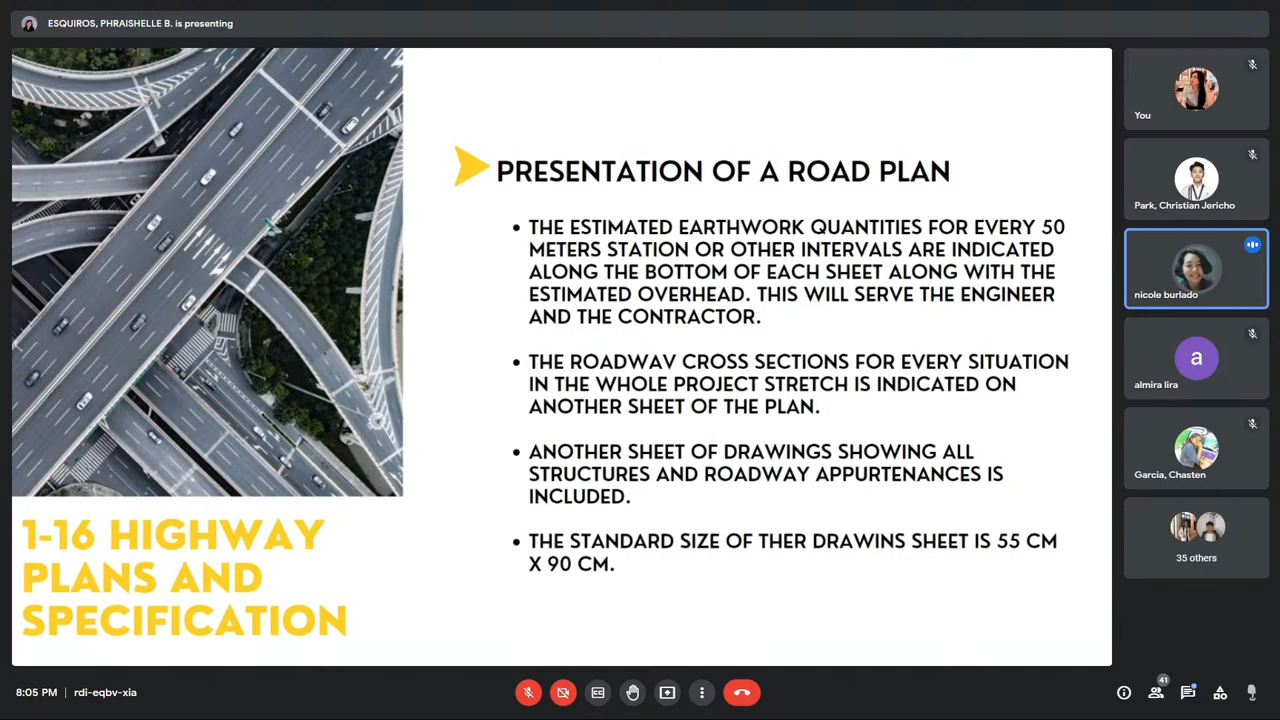 ESQUIROS, PHRAISHELLE B. is presenting
PRESENTATION OF A ROAD PLAN
• THE ESTIMATED EARTHWORK QUANTITIES FOR EVERY 50
METERS STATION OR OTHER INTERVALS ARE INDICATED
ALONG THE BOTTOM OF EACH SHEET ALONG WITH THE
ESTIMATED OVERHEAD. THIS WILL SERVE THE ENGINEER
AND THE CONTRACTOR.
• THE ROADWAV CROSS SECTIONS FOR EVERY SITUATION
IN THE WHOLE PROJECT STRETCH IS INDICATED ON
ANOTHER SHEET OF THE PLAN.
• ANOTHER SHEET OF DRAWINGS SHOWING ALL
STRUCTURES AND ROADWAY APPURTENANCES IS
INCLUDED.
• THE STANDARD SIZE OF THER DRAWINS SHEET IS 55 CM
X 90 CM.
1-16 HIGHWAY
PLANS AND
SPECIFICATION
You
Park, Christian Jericho
nicole burlado
a
almira lira
Garcia, Chasten
35 others
8:05 PM | rdi-eqbv-xia
41